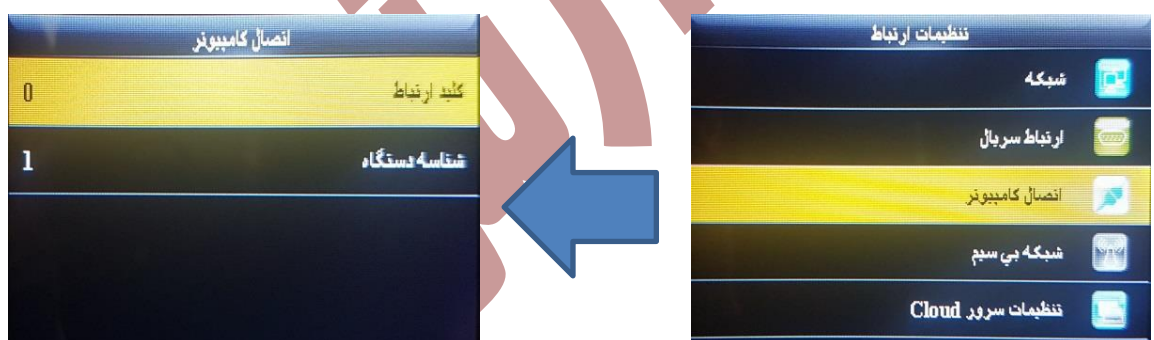 تنظیمات ارتباط
شبکه
ارتباط سریال
اتصال کامپیوتر
شبکه بي سیم
تنظیمات سرور Cloud
اتصال کامپیوتر
کلید ارتباط 0
شناسه دستگاه 1